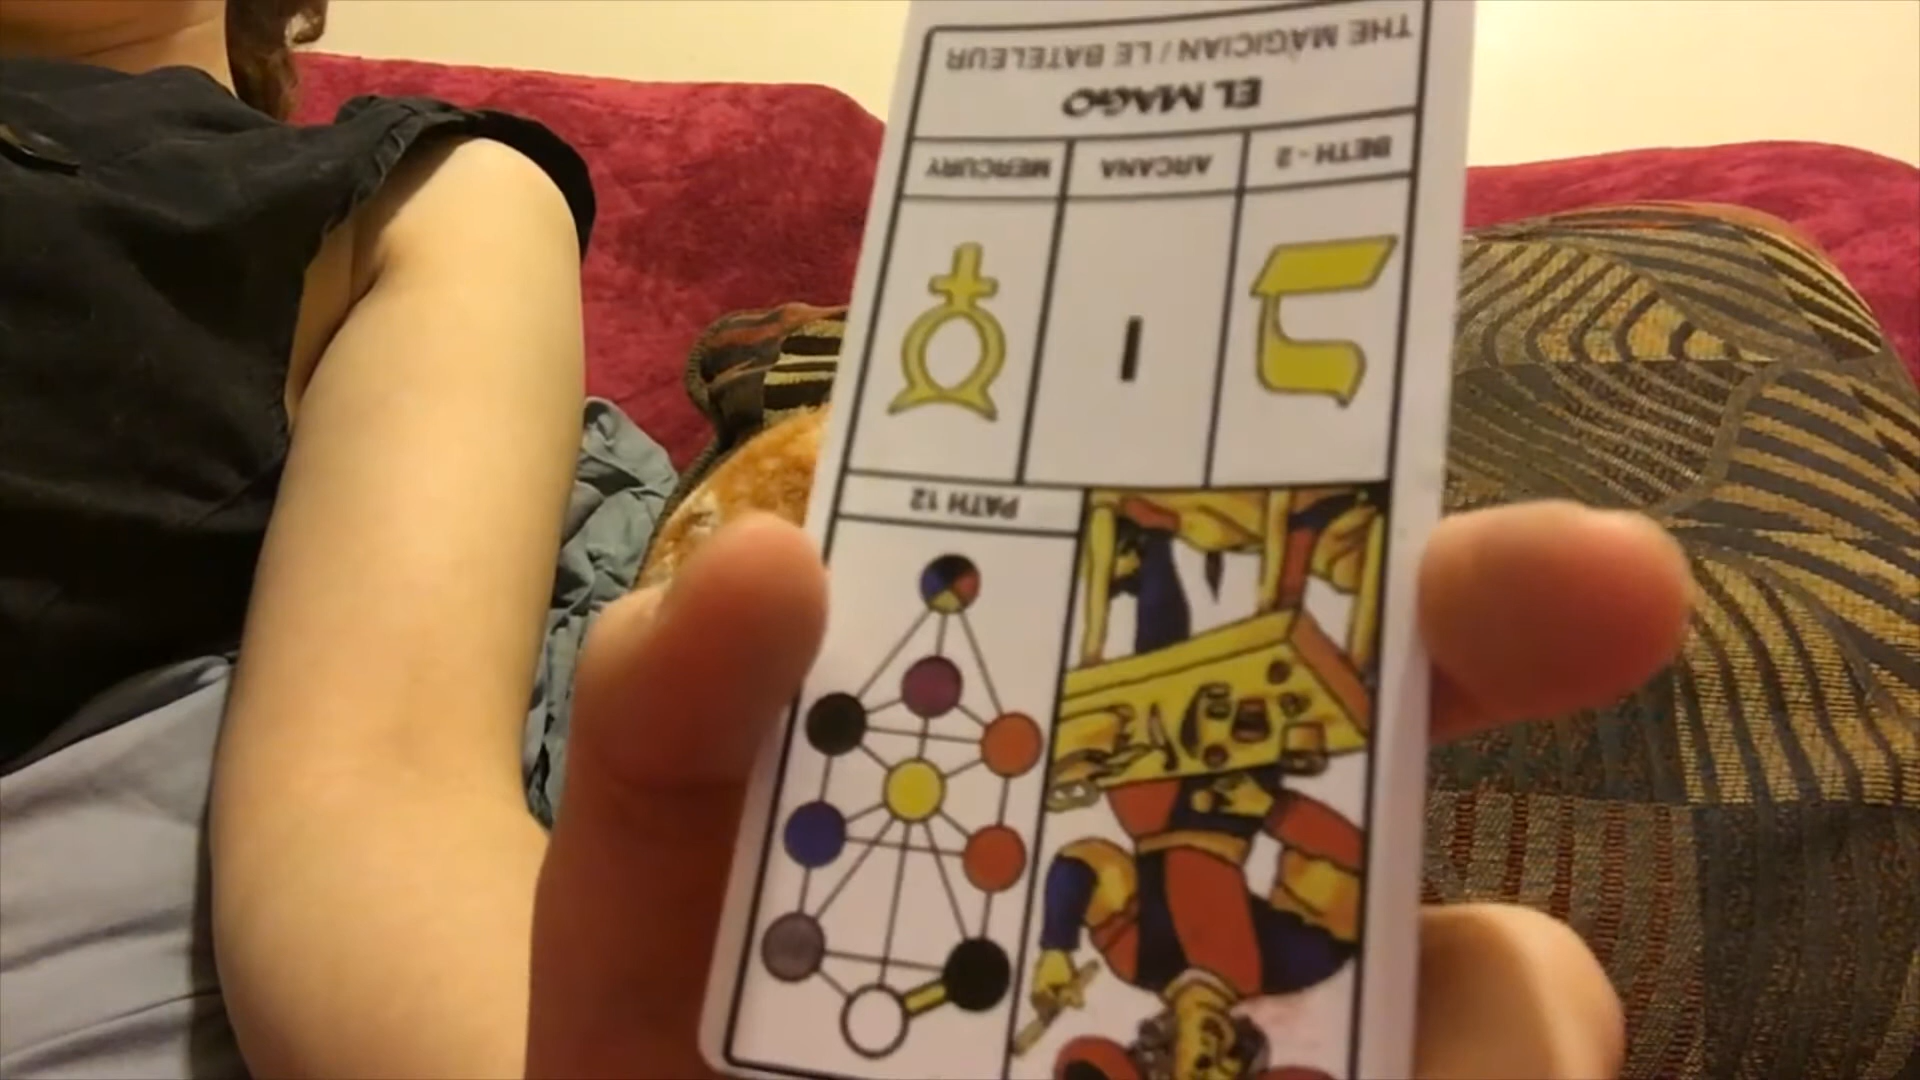 PATH 12
ב I ☿
BETH - 2 ARCANA MERCURY
EL MAGO
THE MAGICIAN / LE BATELEUR